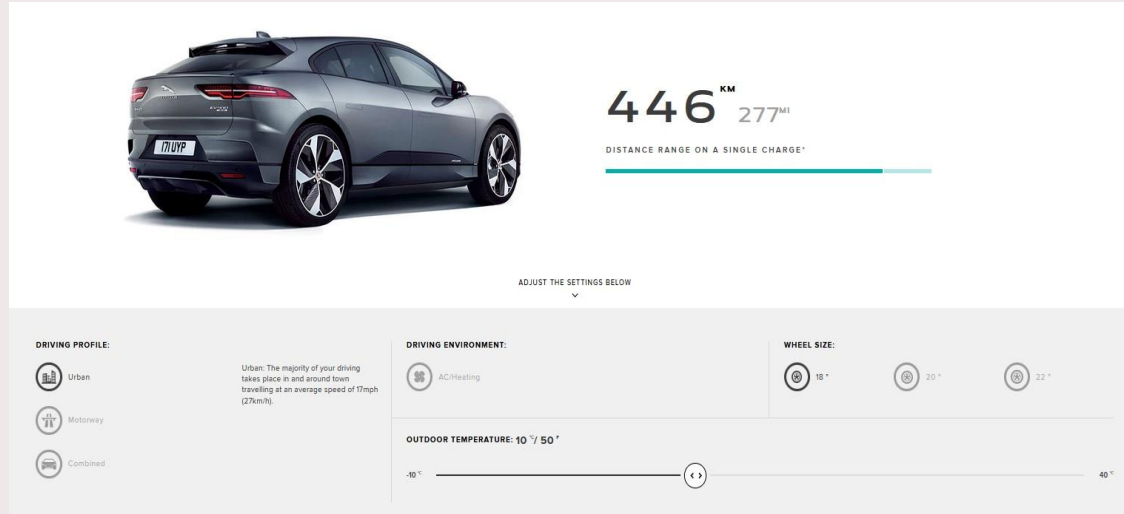 171 UYP
446 KM 277 MI
DISTANCE RANGE ON A SINGLE CHARGE*
ADJUST THE SETTINGS BELOW
DRIVING PROFILE:
Urban
Motorway
Combined
Urban: The majority of your driving
takes place in and around town
travelling at an average speed of 17mph
(27km/h).
DRIVING ENVIRONMENT:
AC/Heating
WHEEL SIZE:
18 "
20 "
22 "
OUTDOOR TEMPERATURE: 10 °C/ 50 °F
-10 °C
40 °C